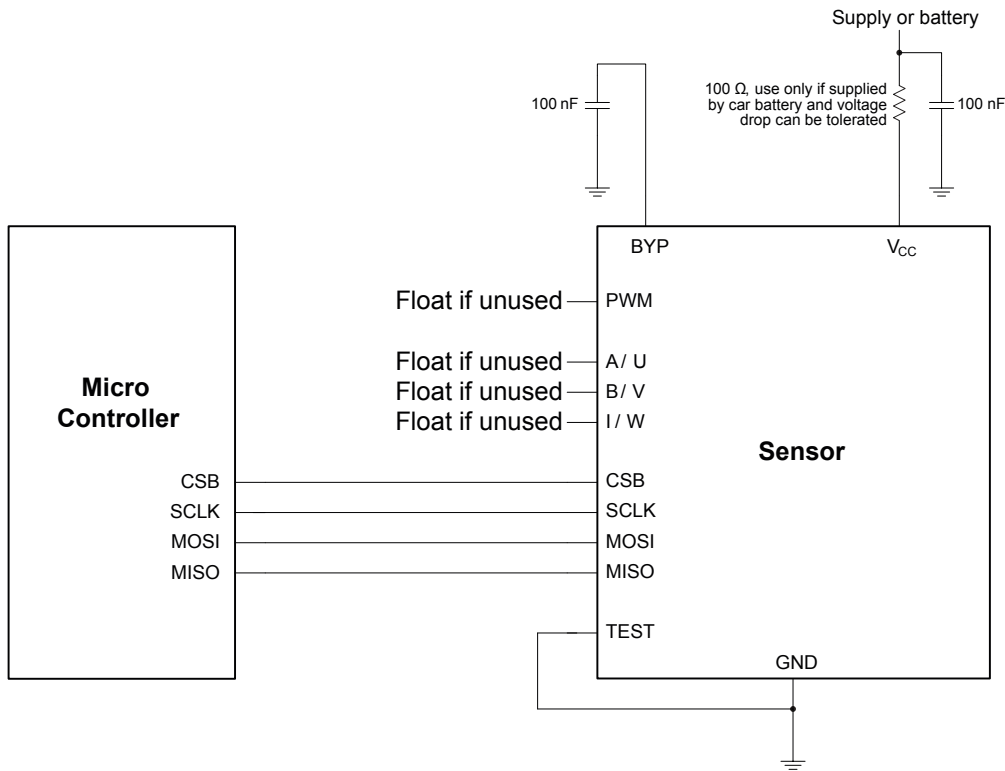 Supply or battery
100 nF
100 Ω, use only if supplied
by car battery and voltage
drop can be tolerated
100 nF
BYP
VCC
Float if unused
PWM
Float if unused
A / U
Float if unused
B / V
Float if unused
I / W
Micro
Controller
Sensor
CSB
CSB
SCLK
SCLK
MOSI
MOSI
MISO
MISO
TEST
GND